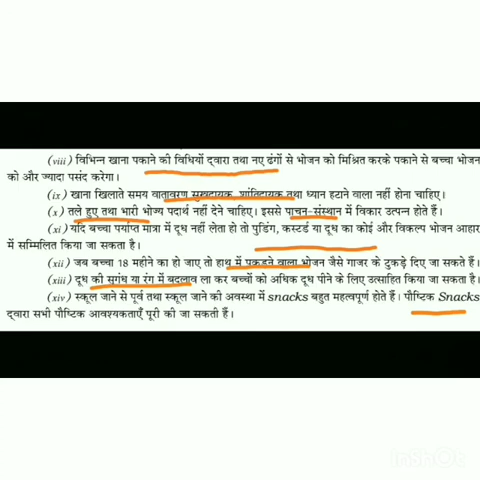 (viii) विभिन्न खाना पकाने की विधियों द्वारा तथा नए ढंगों से भोजन को मिश्रित करके पकाने से बच्चा भोजन
को और ज्यादा पसंद करेगा।
(ix) खाना खिलाते समय वातावरण सुखदायक, शांतिदायक तथा ध्यान हटाने वाला नहीं होना चाहिए।
(x) तले हुए तथा भारी भोज्य पदार्थ नहीं देने चाहिए। इससे पाचन-संस्थान में विकार उत्पन्न होते हैं।
(xi) यदि बच्चा पर्याप्त मात्रा में दूध नहीं लेता हो तो पुडिंग, कस्टर्ड या दूध का कोई और विकल्प भोजन आहार
में सम्मिलित किया जा सकता है।
(xii) जब बच्चा 18 महीने का हो जाए तो हाथ में पकड़ने वाला भोजन जैसे गाजर के टुकड़े दिए जा सकते हैं।
(xiii) दूध की सुगंध या रंग में बदलाव ला कर बच्चों को अधिक दूध पीने के लिए उत्साहित किया जा सकता है।
(xiv) स्कूल जाने से पूर्व तथा स्कूल जाने की अवस्था में snacks बहुत महत्वपूर्ण होते हैं। पौष्टिक Snacks
द्वारा सभी पौष्टिक आवश्यकताएँ पूरी की जा सकती हैं।
InShOt